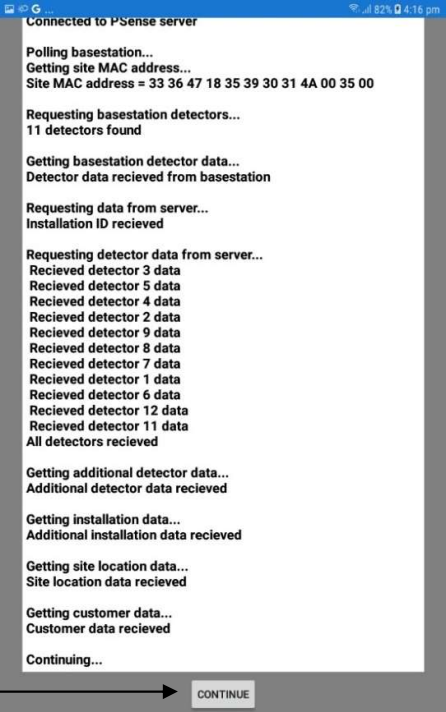 G ... 82% 4:16 pm
Connected to PSense server
Polling basestation...
Getting site MAC address...
Site MAC address = 33 36 47 18 35 39 30 31 4A 00 35 00
Requesting basestation detectors...
11 detectors found
Getting basestation detector data...
Detector data recieved from basestation
Requesting data from server...
Installation ID recieved
Requesting detector data from server...
Recieved detector 3 data
Recieved detector 5 data
Recieved detector 4 data
Recieved detector 2 data
Recieved detector 9 data
Recieved detector 8 data
Recieved detector 7 data
Recieved detector 1 data
Recieved detector 6 data
Recieved detector 12 data
Recieved detector 11 data
All detectors recieved
Getting additional detector data...
Additional detector data recieved
Getting installation data...
Additional installation data recieved
Getting site location data...
Site location data recieved
Getting customer data...
Customer data recieved
Continuing...
CONTINUE